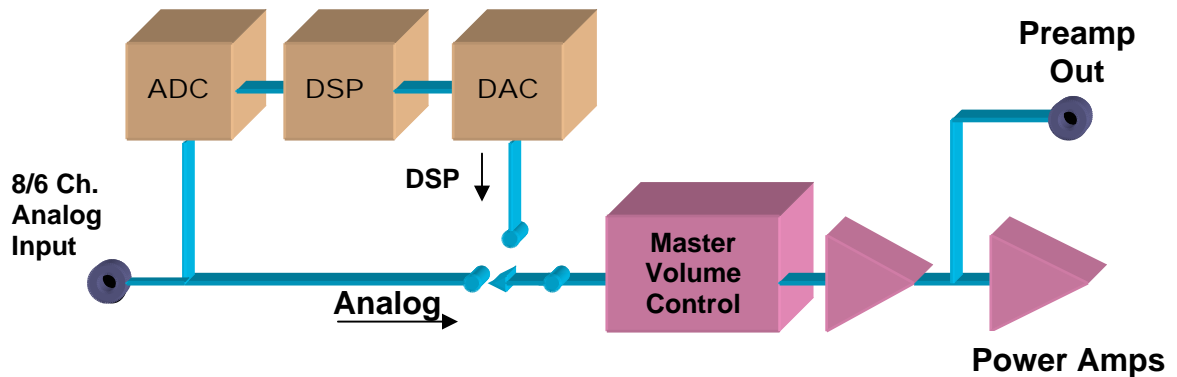 ADC
DSP
DAC
Preamp
Out
8/6 Ch.
Analog
Input
DSP
Master
Volume
Control
Analog
Power Amps